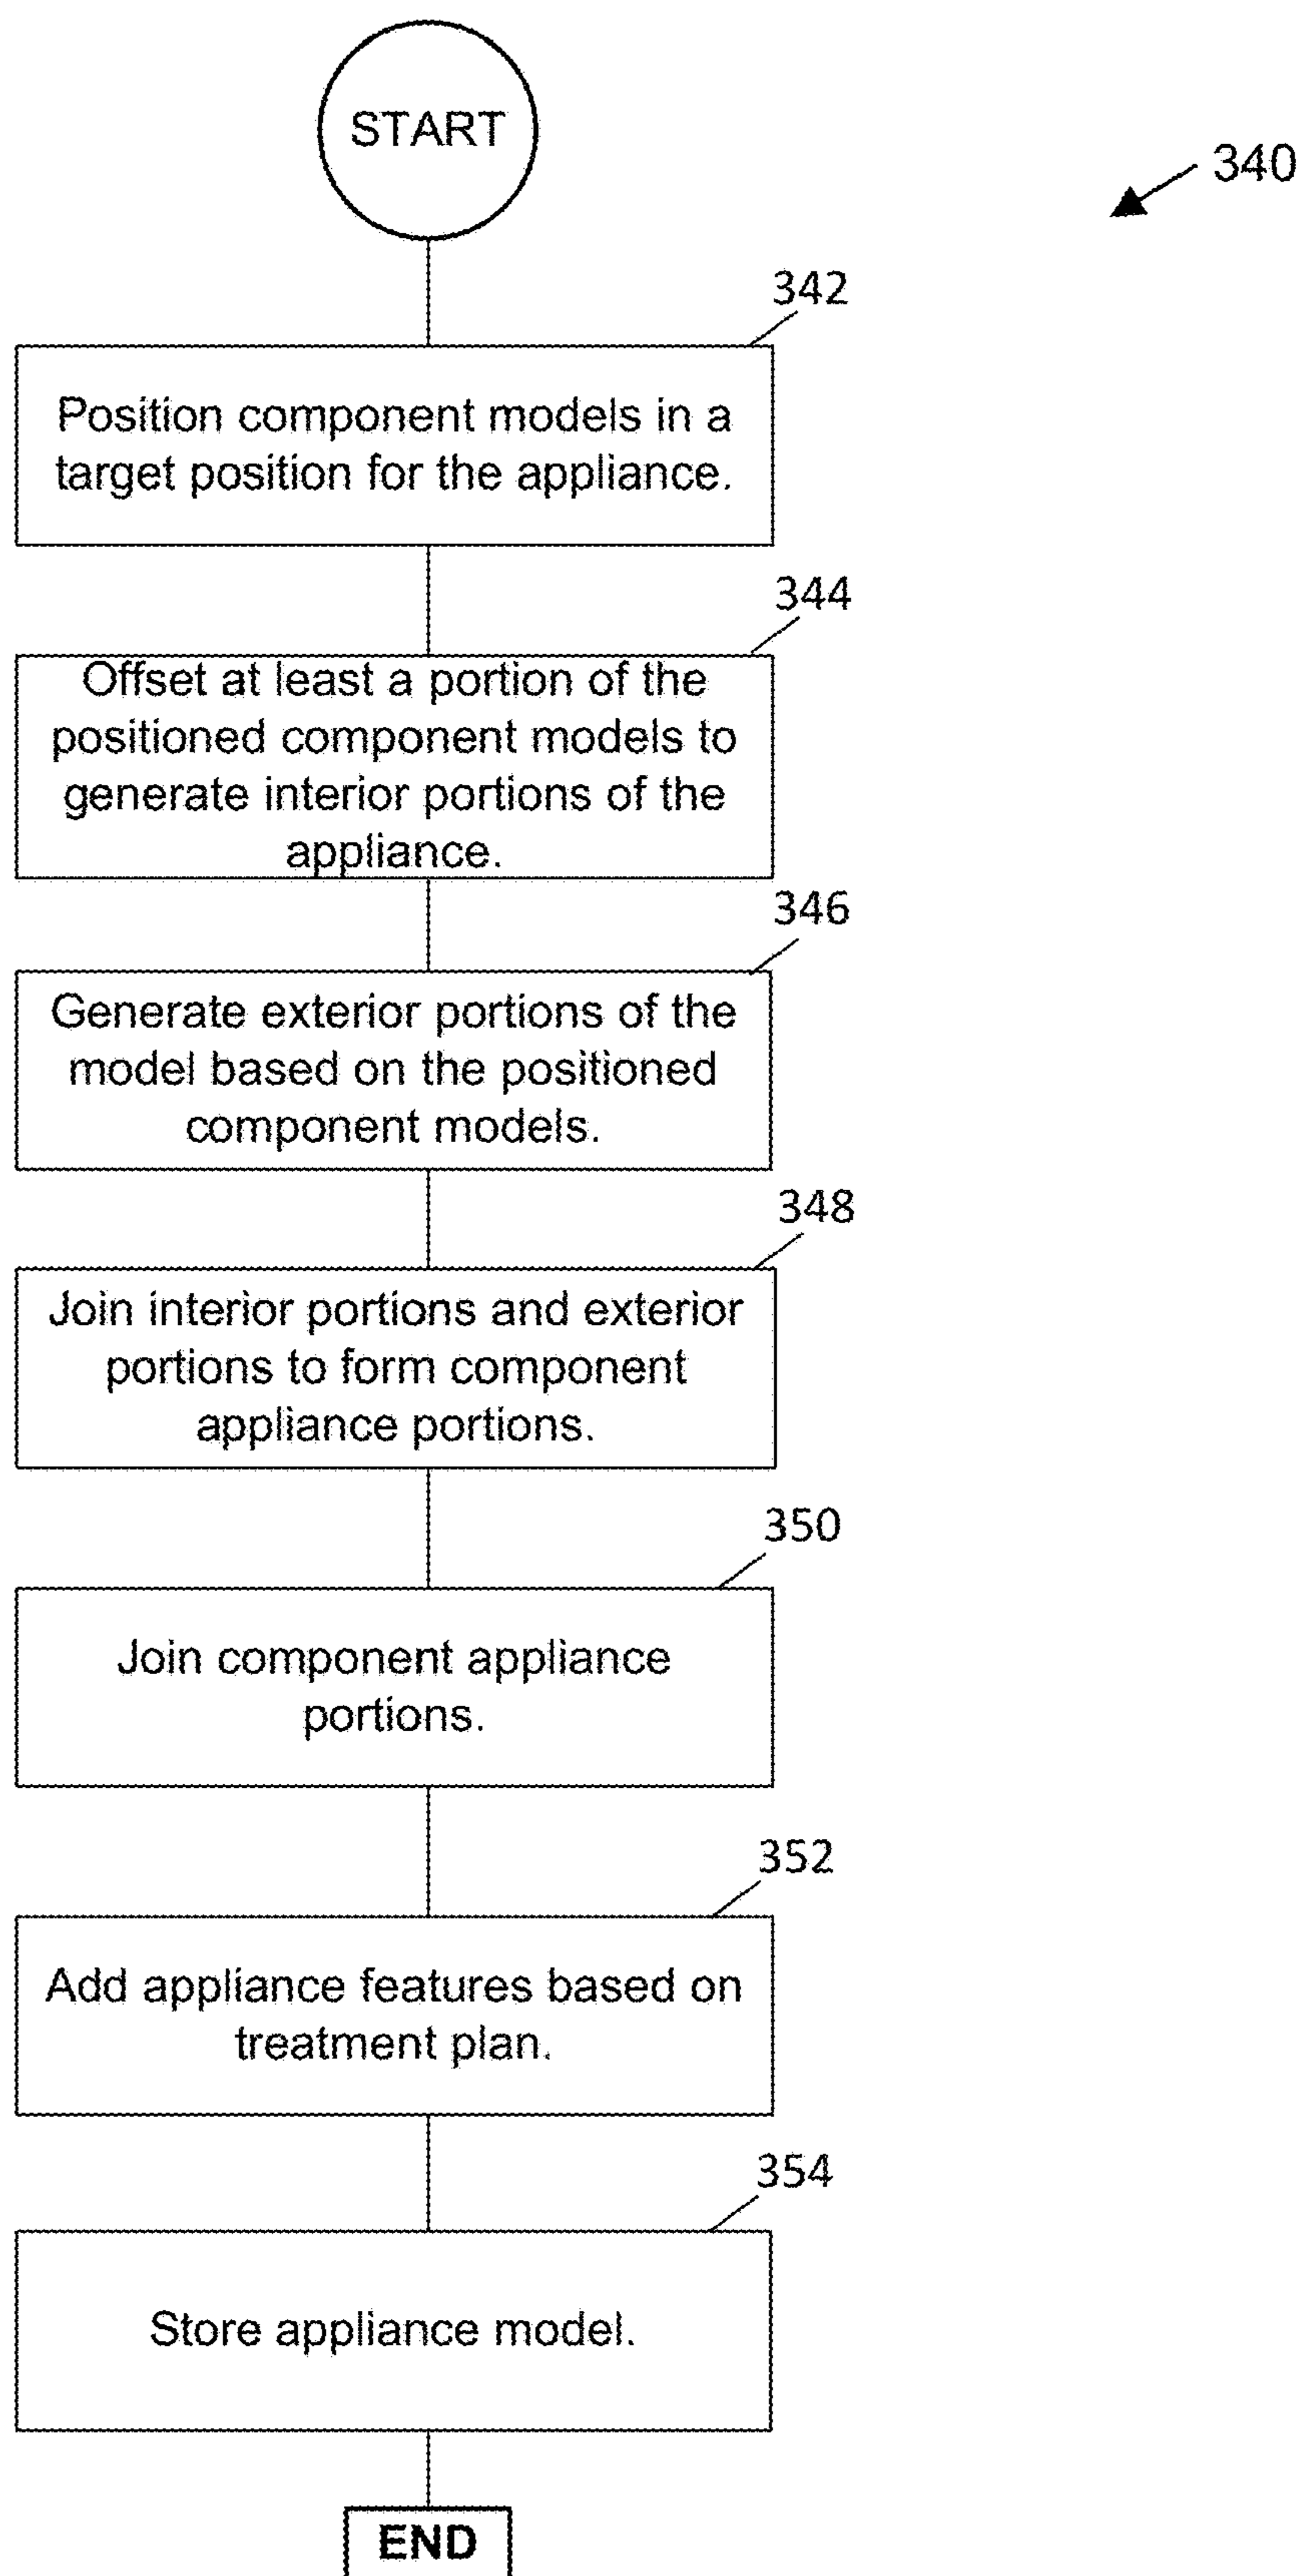 START
340
342
Position component models in a
target position for the appliance.
344
Offset at least a portion of the
positioned component models to
generate interior portions of the
appliance.
346
Generate exterior portions of the
model based on the positioned
component models.
348
Join interior portions and exterior
portions to form component
appliance portions.
350
Join component appliance
portions.
352
Add appliance features based on
treatment plan.
354
Store appliance model.
END